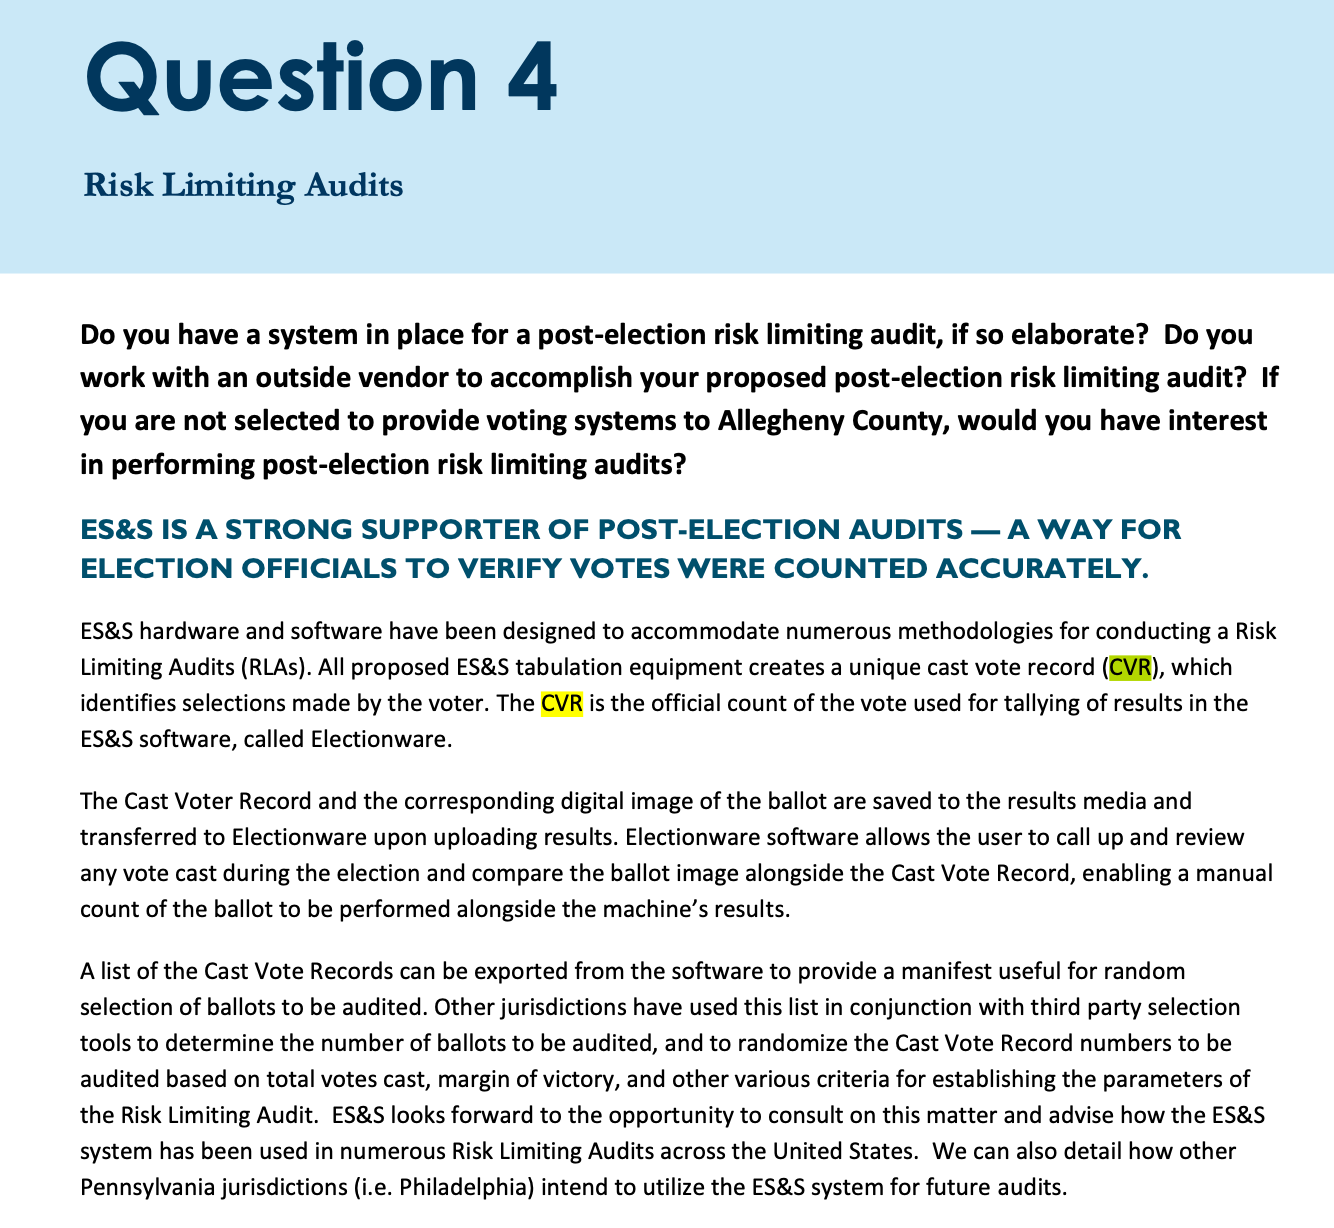 Question 4
Risk Limiting Audits
Do you have a system in place for a post-election risk limiting audit, if so elaborate?  Do you
work with an outside vendor to accomplish your proposed post-election risk limiting audit?  If
you are not selected to provide voting systems to Allegheny County, would you have interest
in performing post-election risk limiting audits?
ES&S IS A STRONG SUPPORTER OF POST-ELECTION AUDITS — A WAY FOR
ELECTION OFFICIALS TO VERIFY VOTES WERE COUNTED ACCURATELY.
ES&S hardware and software have been designed to accommodate numerous methodologies for conducting a Risk
Limiting Audits (RLAs). All proposed ES&S tabulation equipment creates a unique cast vote record (CVR), which
identifies selections made by the voter. The CVR is the official count of the vote used for tallying of results in the
ES&S software, called Electionware.
The Cast Voter Record and the corresponding digital image of the ballot are saved to the results media and
transferred to Electionware upon uploading results. Electionware software allows the user to call up and review
any vote cast during the election and compare the ballot image alongside the Cast Vote Record, enabling a manual
count of the ballot to be performed alongside the machine’s results.
A list of the Cast Vote Records can be exported from the software to provide a manifest useful for random
selection of ballots to be audited. Other jurisdictions have used this list in conjunction with third party selection
tools to determine the number of ballots to be audited, and to randomize the Cast Vote Record numbers to be
audited based on total votes cast, margin of victory, and other various criteria for establishing the parameters of
the Risk Limiting Audit.  ES&S looks forward to the opportunity to consult on this matter and advise how the ES&S
system has been used in numerous Risk Limiting Audits across the United States.  We can also detail how other
Pennsylvania jurisdictions (i.e. Philadelphia) intend to utilize the ES&S system for future audits.